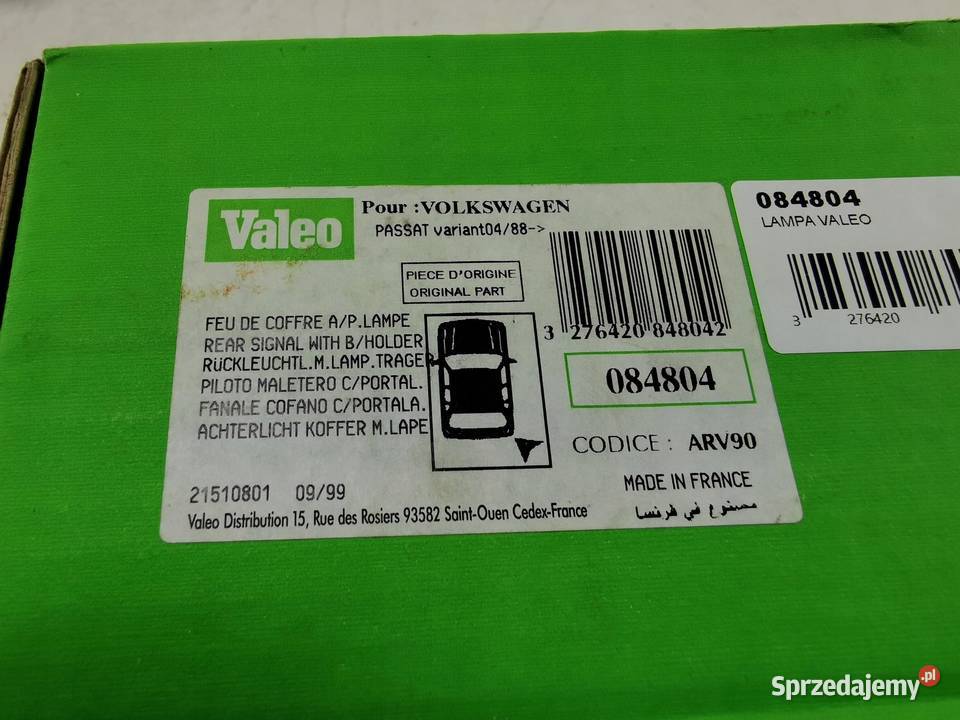 Valeo
Pour :VOLKSWAGEN
PASSAT variant04/88->
PIECE D'ORIGINE
ORIGINAL PART
FEU DE COFFRE A/P.LAMPE
REAR SIGNAL WITH B/HOLDER
RÜCKLEUCHTL.M.LAMP.TRAGER
PILOTO MALETERO C/PORTAL.
FANALE COFANO C/PORTALA.
ACHTERLICHT KOFFER M.LAPE
3 276420 848042
084804
CODICE : ARV90
MADE IN FRANCE
مصنوع في فرنسا
21510801 09/99
Valeo Distribution 15, Rue des Rosiers 93582 Saint-Ouen Cedex-France
084804
LAMPA VALEO
3 276420
Sprzedajemy.pl